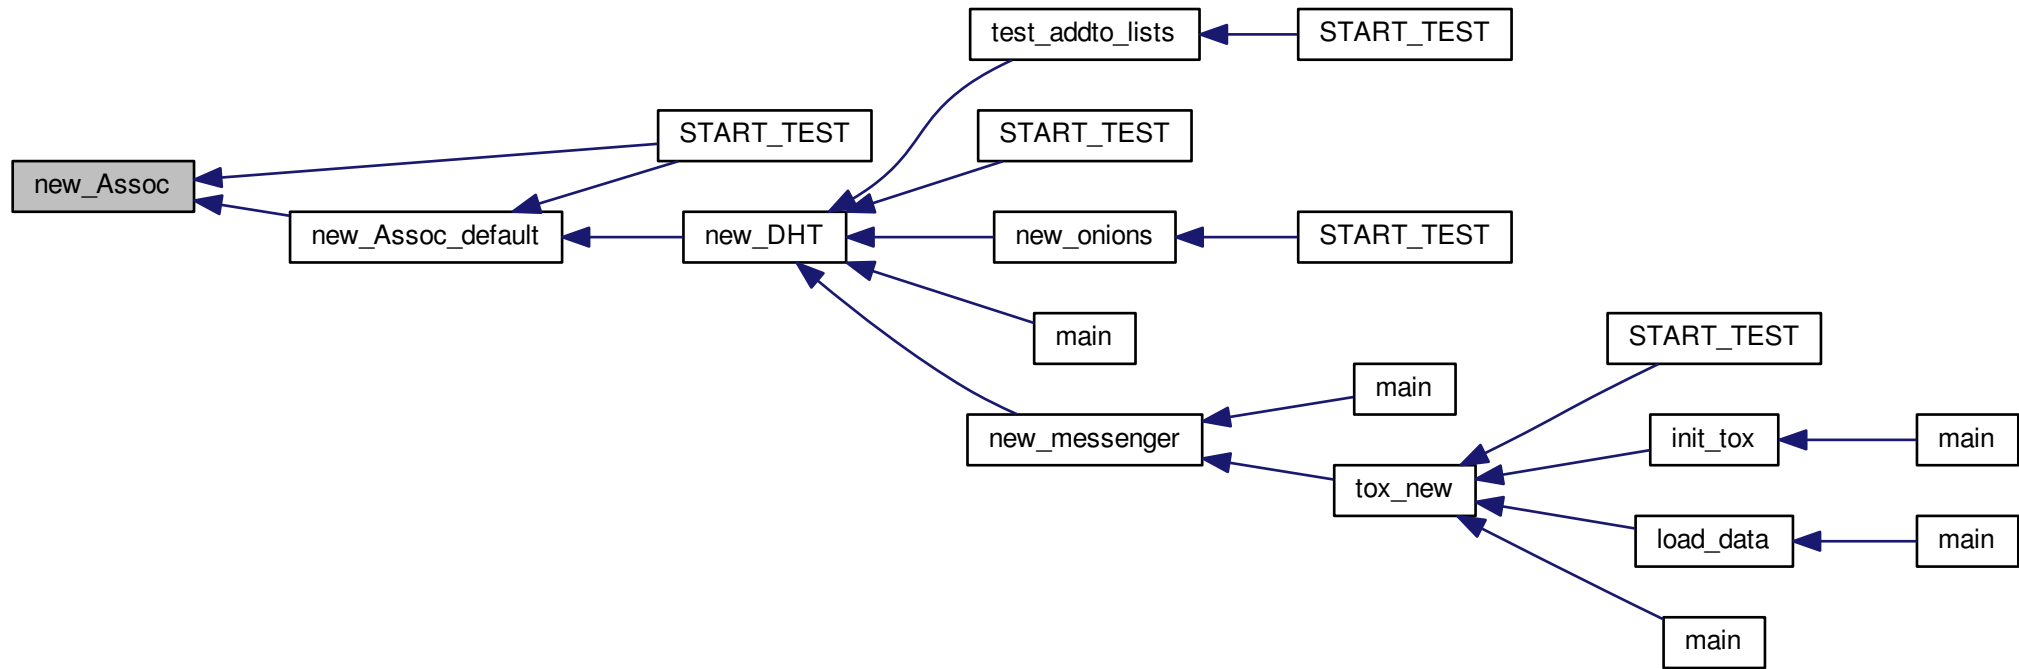 test_addto_lists
START_TEST
START_TEST
START_TEST
new_Assoc
new_Assoc_default
new_DHT
new_onions
START_TEST
main
START_TEST
main
new_messenger
init_tox
main
tox_new
load_data
main
main